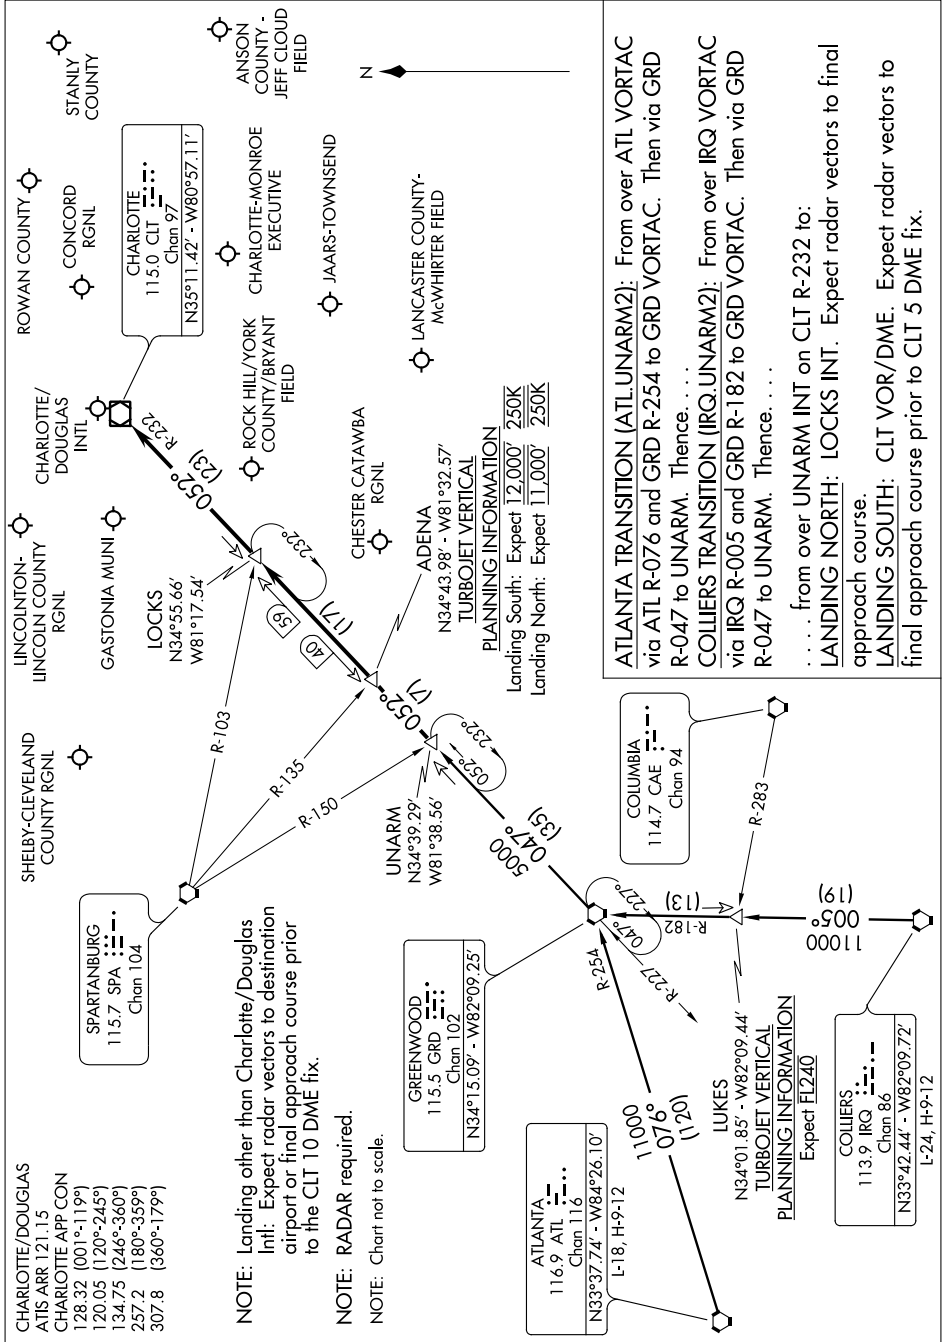 CHARLOTTE/DOUGLAS
ATIS ARR 121.15
CHARLOTTE APP CON
128.32 (001°-119°)
120.05 (120°-245°)
134.75 (246°-360°)
257.2 (180°-359°)
307.8 (360°-179°)
NOTE: Landing other than Charlotte/Douglas
Intl: Expect radar vectors to destination
airport or final approach course prior
to the CLT 10 DME fix.
NOTE: RADAR required.
NOTE: Chart not to scale.
SPARTANBURG
115.7 SPA
Chan 104
SHELBY-CLEVELAND
COUNTY RGNL
LINCOLNTON-
LINCOLN COUNTY
RGNL
GASTONIA MUNI
CHARLOTTE/
DOUGLAS
INTL
ROWAN COUNTY
CONCORD
RGNL
STANLY
COUNTY
CHARLOTTE
115.0 CLT
Chan 97
N35°11.42' - W80°57.11'
ANSON
COUNTY -
JEFF CLOUD
FIELD
CHARLOTTE-MONROE
EXECUTIVE
JAARS-TOWNSEND
ROCK HILL/YORK
COUNTY/BRYANT
FIELD
LANCASTER COUNTY-
McWHIRTER FIELD
CHESTER CATAWBA
RGNL
N
R-232
052°
(23)
LOCKS
N34°55.66'
W81°17.54'
232°
R-103
R-135
R-150
59
40
(17)
ADENA
N34°43.98' - W81°32.57'
TURBOJET VERTICAL
PLANNING INFORMATION
Landing South: Expect 12,000' 250K
Landing North: Expect 11,000' 250K
052°
(7)
UNARM
N34°39.29'
W81°38.56'
052°
232°
5000
047°
(35)
GREENWOOD
115.5 GRD
Chan 102
N34°15.09' - W82°09.25'
R-254
047°
227°
R-227
R-182
(13)
COLUMBIA
114.7 CAE
Chan 94
R-283
11000
076°
(120)
ATLANTA
116.9 ATL
Chan 116
N33°37.74' - W84°26.10'
L-18, H-9-12
LUKES
N34°01.85' - W82°09.44'
TURBOJET VERTICAL
PLANNING INFORMATION
Expect FL240
11000
005°
(19)
COLLIERS
113.9 IRQ
Chan 86
N33°42.44' - W82°09.72'
L-24, H-9-12
ATLANTA TRANSITION (ATL.UNARM2): From over ATL VORTAC
via ATL R-076 and GRD R-254 to GRD VORTAC. Then via GRD
R-047 to UNARM. Thence. . . .
COLLIERS TRANSITION (IRQ.UNARM2): From over IRQ VORTAC
via IRQ R-005 and GRD R-182 to GRD VORTAC. Then via GRD
R-047 to UNARM. Thence. . . .
. . . . from over UNARM INT on CLT R-232 to:
LANDING NORTH: LOCKS INT. Expect radar vectors to final
approach course.
LANDING SOUTH: CLT VOR/DME. Expect radar vectors to
final approach course prior to CLT 5 DME fix.